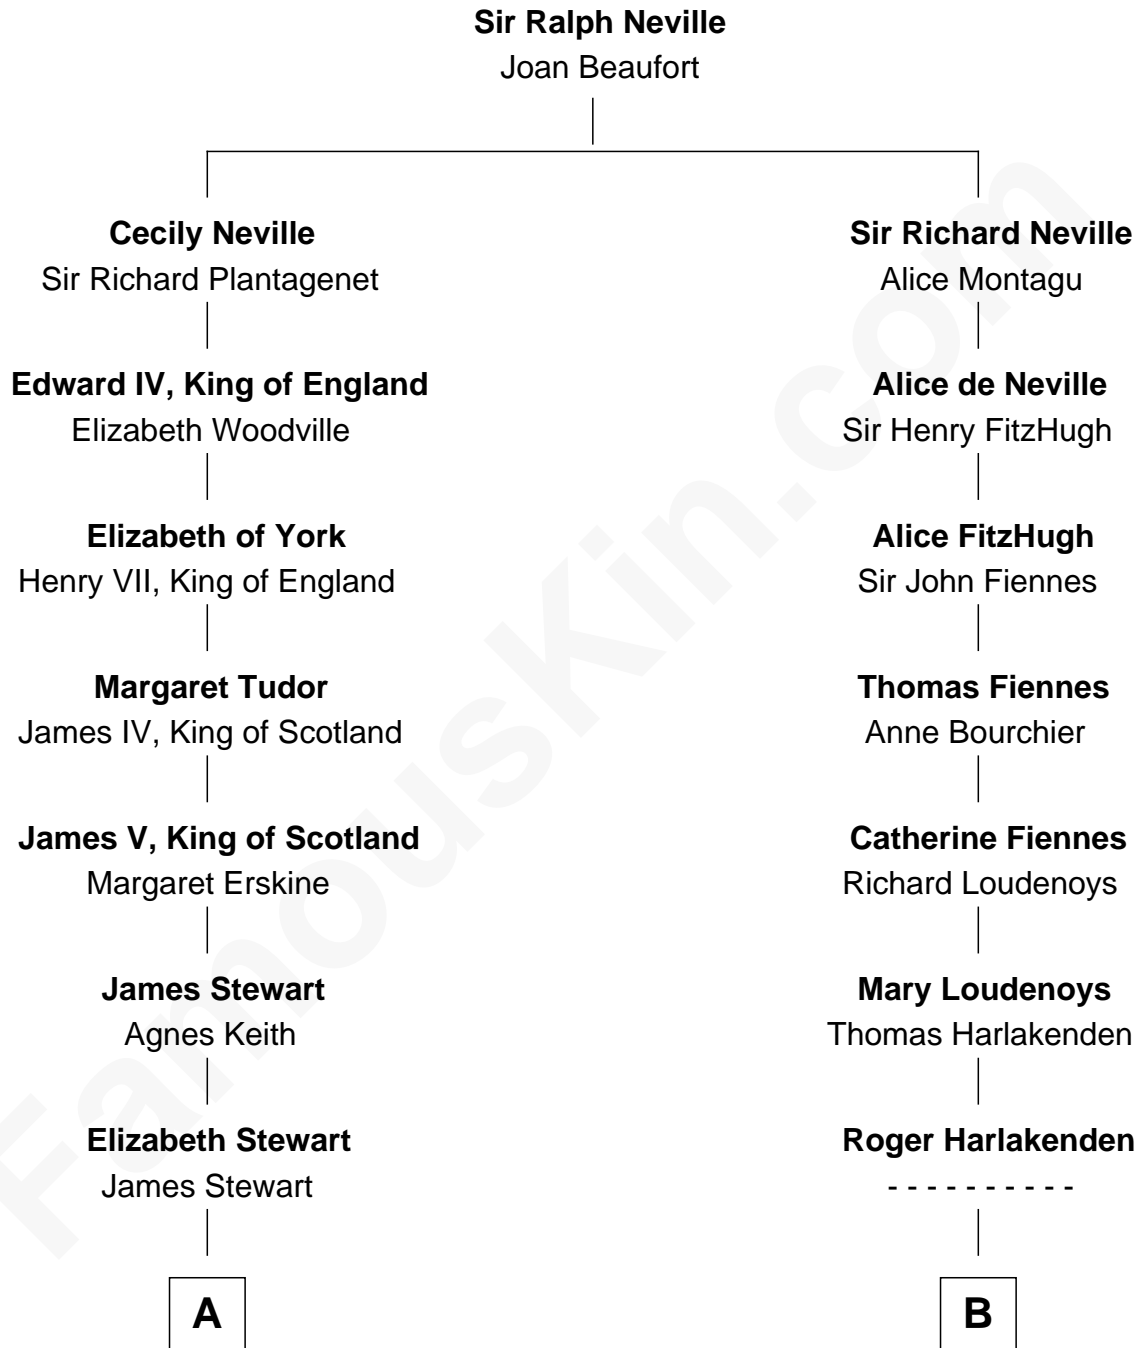 Sir Ralph Neville
Joan Beaufort
Cecily Neville
Sir Richard Plantagenet
Sir Richard Neville
Alice Montagu
Edward IV, King of England
Elizabeth Woodville
Alice de Neville
Sir Henry FitzHugh
Elizabeth of York
Henry VII, King of England
Alice FitzHugh
Sir John Fiennes
Margaret Tudor
James IV, King of Scotland
Thomas Fiennes
Anne Bourchier
James V, King of Scotland
Margaret Erskine
Catherine Fiennes
Richard Loudenoys
James Stewart
Agnes Keith
Mary Loudenoys
Thomas Harlakenden
Elizabeth Stewart
James Stewart
Roger Harlakenden
- - - - - - - - - -
A
B
FamousKin.com